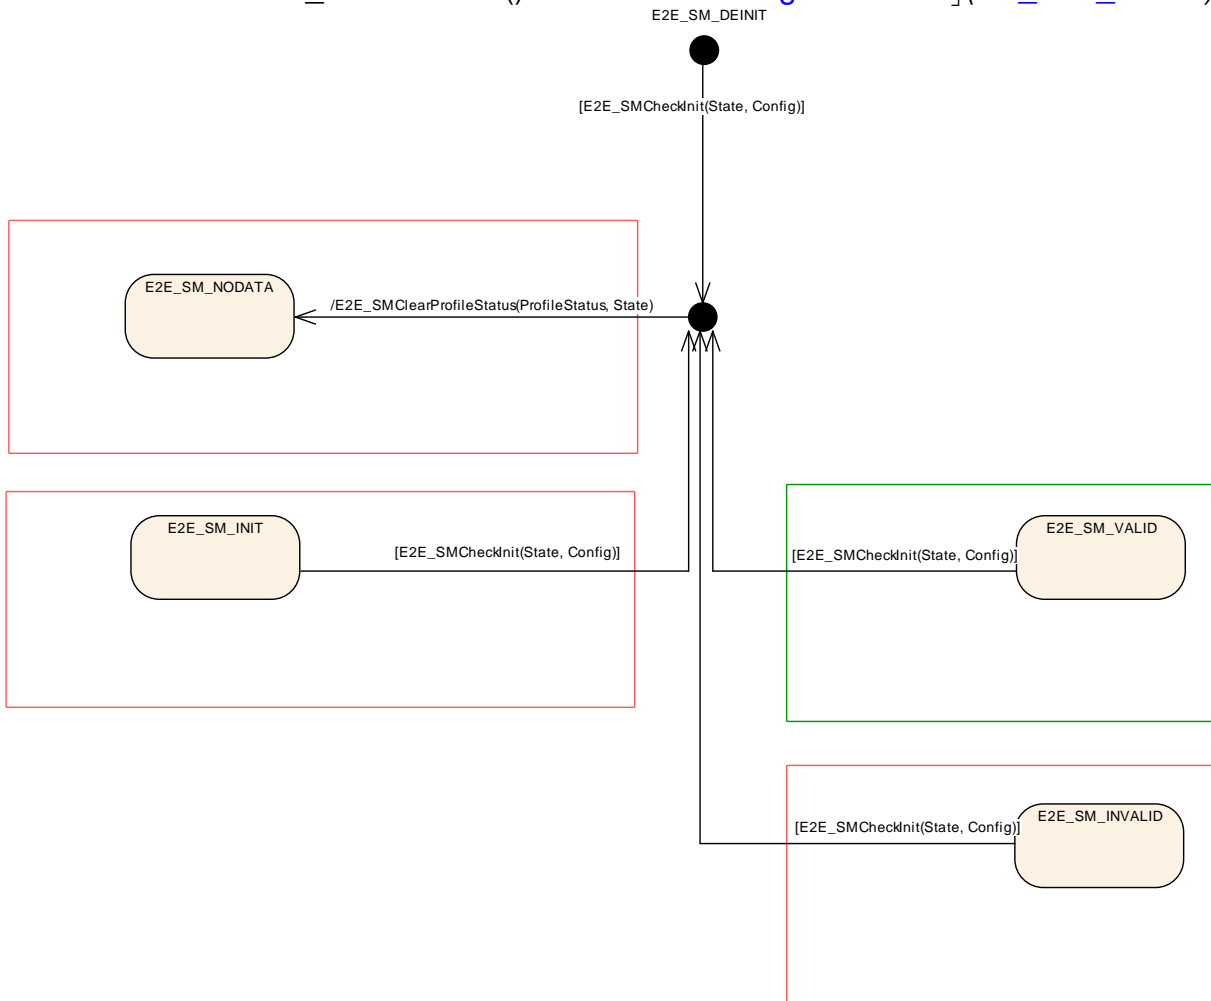 E2E_SM_DEINIT
[E2E_SMCheckInit(State, Config)]
E2E_SM_NODATA
/E2E_SMClearProfileStatus(ProfileStatus, State)
E2E_SM_INIT
[E2E_SMCheckInit(State, Config)]
E2E_SM_VALID
[E2E_SMCheckInit(State, Config)]
E2E_SM_INVALID
[E2E_SMCheckInit(State, Config)]